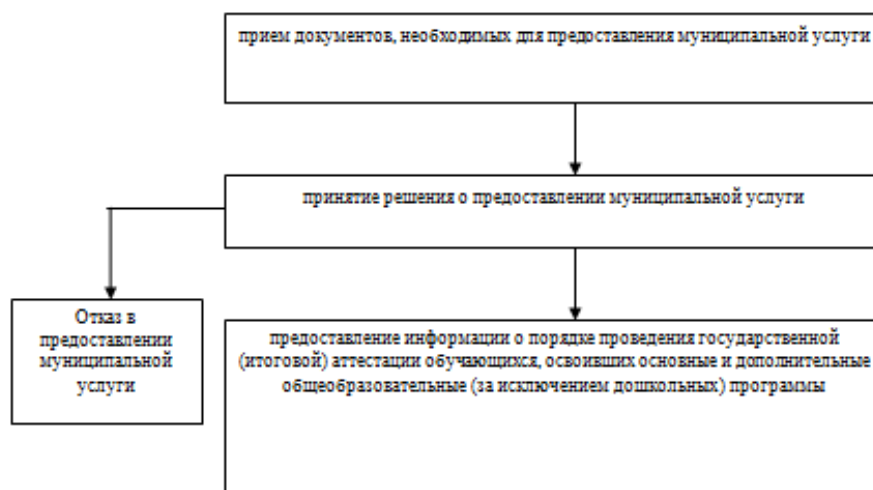 прием документов, необходимых для предоставления муниципальной услуги
принятие решения о предоставлении муниципальной услуги
Отказ в
предоставлении
муниципальной
услуги
предоставление информации о порядке проведения государственной
(итоговой) аттестации обучающихся, освоивших основные и дополнительные
общеобразовательные (за исключением дошкольных) программы